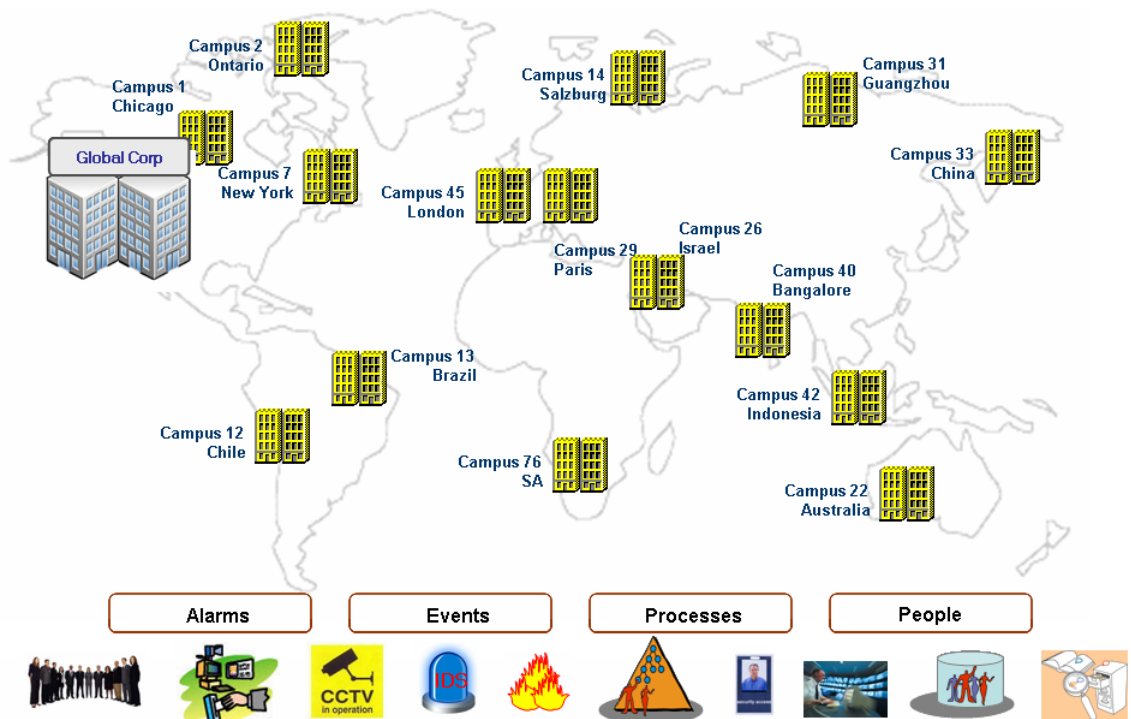 Campus 2
Ontario
Campus 1
Chicago
Global Corp
Campus 7
New York
Campus 14
Salzburg
Campus 31
Guangzhou
Campus 33
China
Campus 45
London
Campus 29
Paris
Campus 26
Israel
Campus 40
Bangalore
Campus 13
Brazil
Campus 42
Indonesia
Campus 12
Chile
Campus 76
SA
Campus 22
Australia
Alarms
Events
Processes
People
CCTV
in operation
IDS
security access